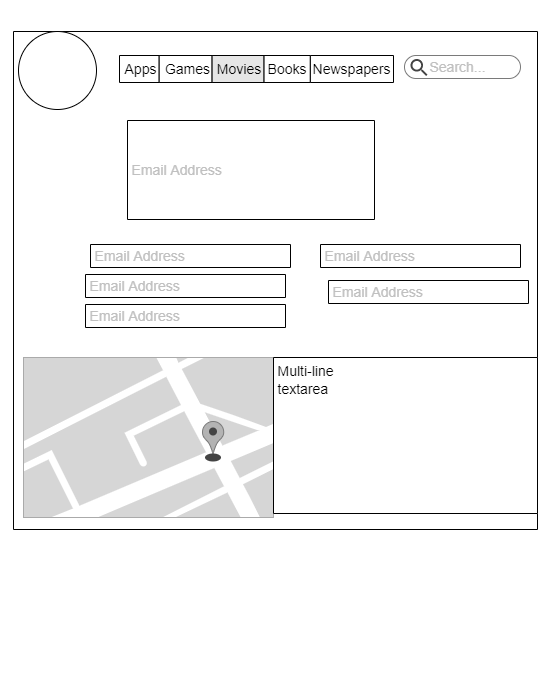 Apps Games Movies Books Newspapers Search...
Email Address
Email Address Email Address
Email Address Email Address
Email Address
Multi-line
textarea